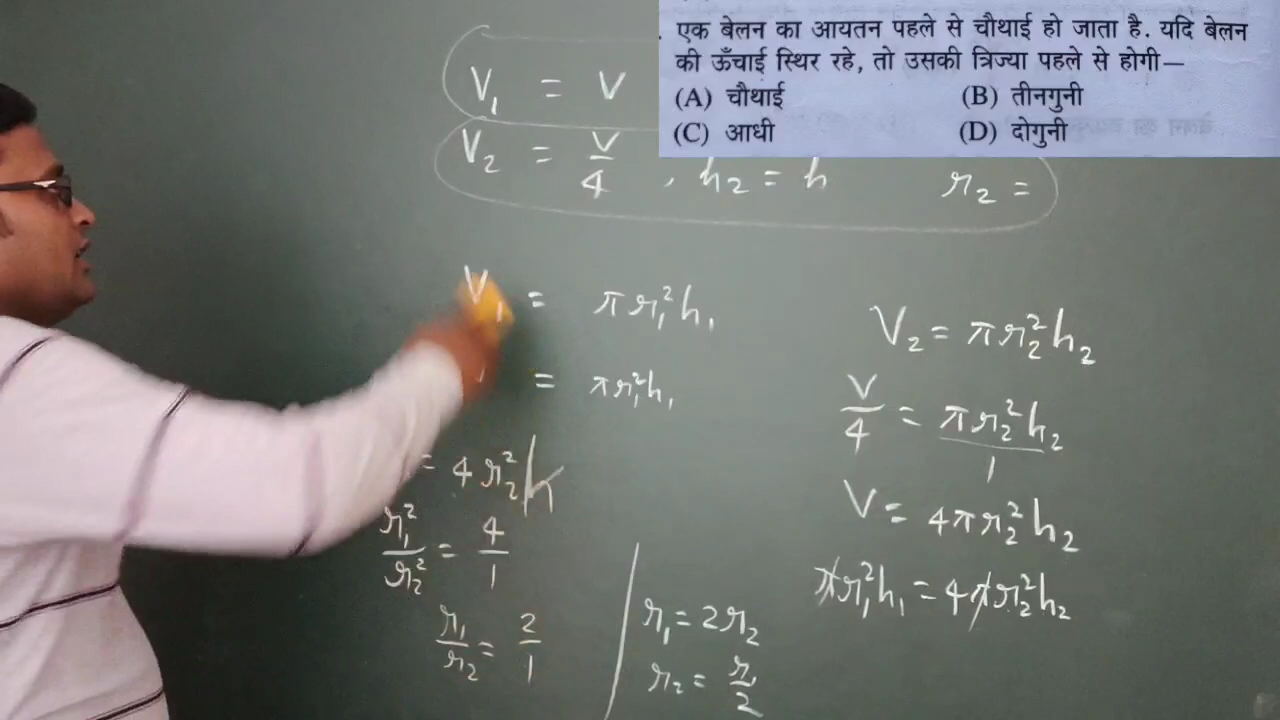 एक बेलन का आयतन पहले से चौथाई हो जाता है. यदि बेलन
की ऊँचाई स्थिर रहे, तो उसकी त्रिज्या पहले से होगी—
(A) चौथाई (B) तीनगुनी
(C) आधी (D) दोगुनी
V₁ = V
V₂ = V/4 , h₂ = h r₂ =
V₁ = πr₁²h₁
= πr₁²h₁
= 4r₂²h
r₁²/r₂² = 4/1
r₁/r₂ = 2/1
r₁ = 2r₂
r₂ = r₁/2
V₂ = πr₂²h₂
V/4 = πr₂²h₂/1
V = 4πr₂²h₂
πr₁²h₁ = 4πr₂²h₂